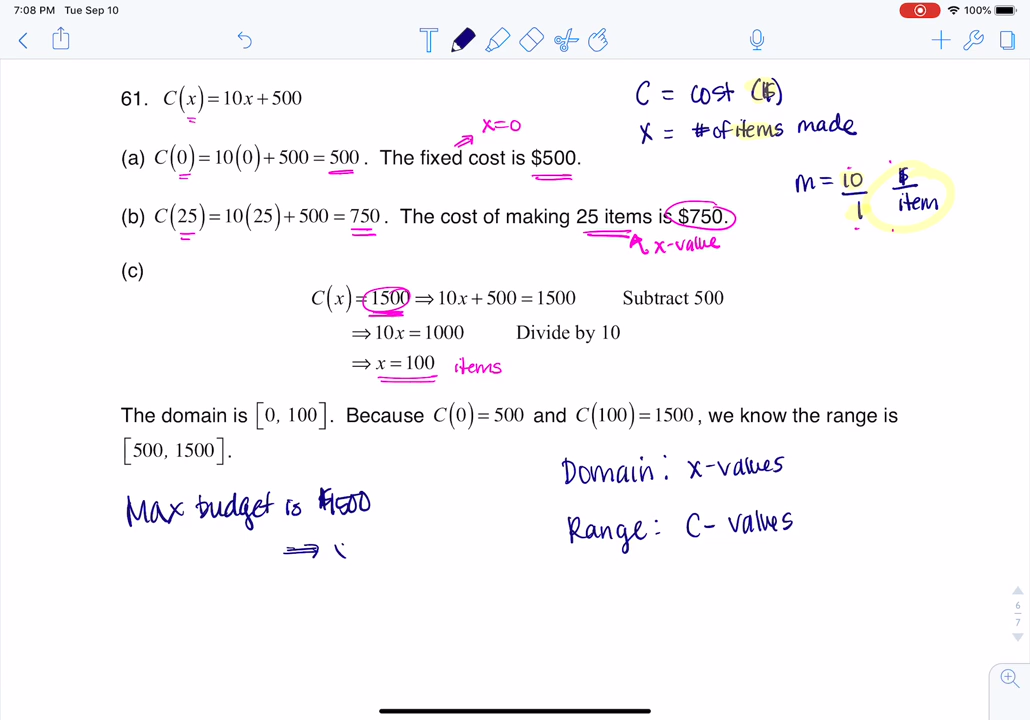 7:08 PM Tue Sep 10
100%
61. C(x) = 10x + 500
C = cost ($)
x = # of items made
x=0
(a) C(0) = 10(0) + 500 = 500. The fixed cost is $500.
m = 10/1 $/item
(b) C(25) = 10(25) + 500 = 750. The cost of making 25 items is $750.
x-value
(c)
C(x) = 1500 ⇒ 10x + 500 = 1500 Subtract 500
⇒ 10x = 1000 Divide by 10
⇒ x = 100 items
The domain is [0, 100]. Because C(0) = 500 and C(100) = 1500, we know the range is
[500, 1500].
Domain: x-values
Max budget is $1500
Range: C-values
⇒
6
7